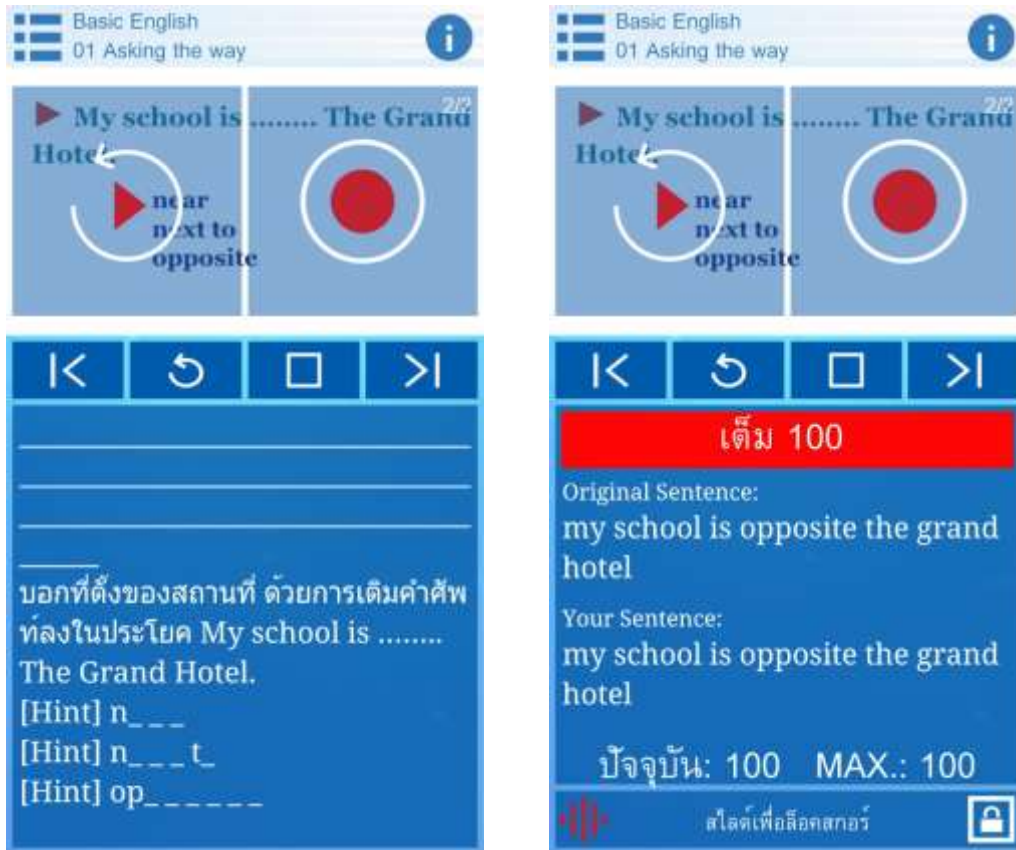 Basic English
01 Asking the way
2/2
My school is ........ The Grand
Hotel.
near
next to
opposite
บอกที่ตั้งของสถานที่ ด้วยการเติมคำศัพ
ท์ลงในประโยค My school is ........
The Grand Hotel.
[Hint] n_ _ _
[Hint] n_ _ _ t_
[Hint] op_ _ _ _ _ _
Basic English
01 Asking the way
2/2
My school is ........ The Grand
Hotel.
near
next to
opposite
เต็ม 100
Original Sentence:
my school is opposite the grand
hotel
Your Sentence:
my school is opposite the grand
hotel
ปัจจุบัน: 100 MAX.: 100
สไลด์เพื่อล็อคสกอร์